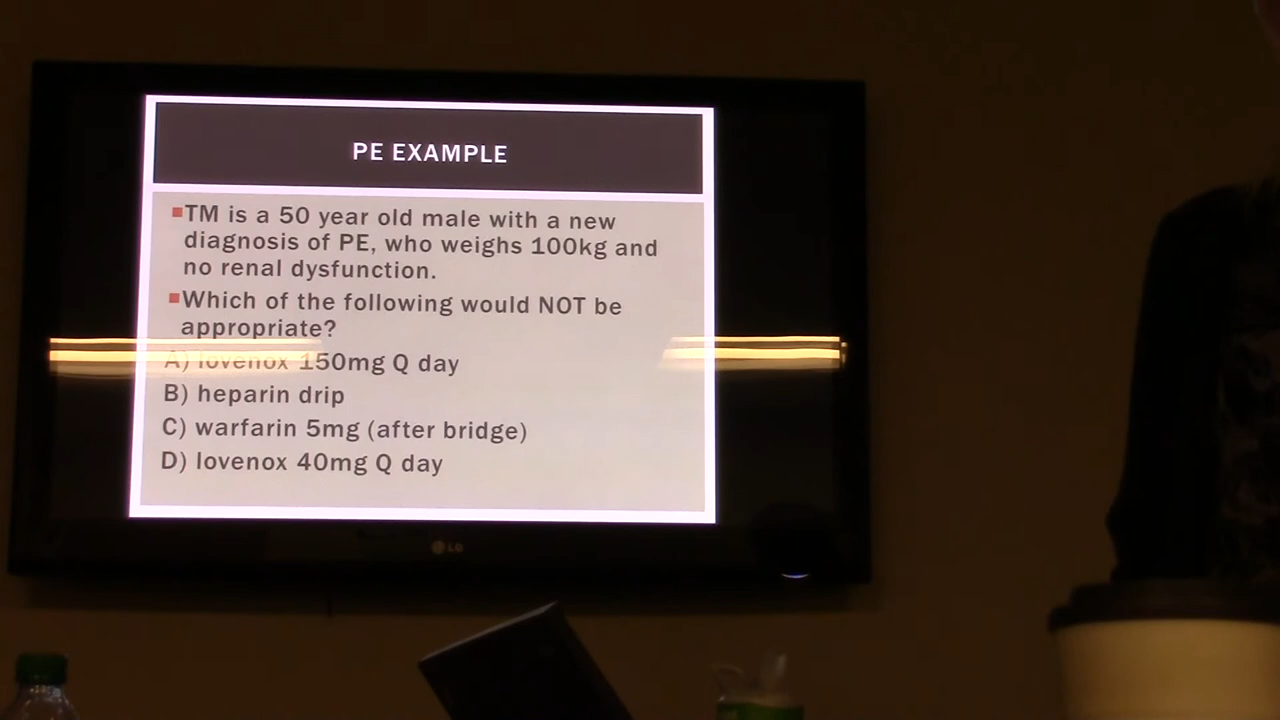 PE EXAMPLE
TM is a 50 year old male with a new
diagnosis of PE, who weighs 100kg and
no renal dysfunction.
Which of the following would NOT be
appropriate?
A) lovenox 150mg Q day
B) heparin drip
C) warfarin 5mg (after bridge)
D) lovenox 40mg Q day
LG